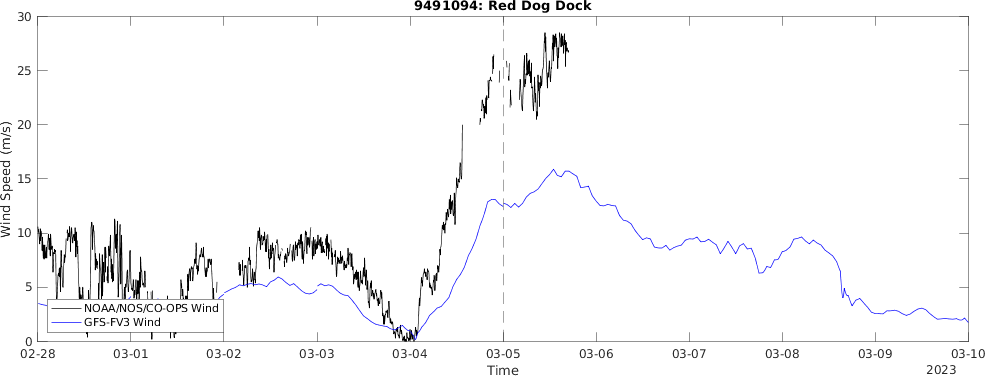 9491094: Red Dog Dock
30
25
20
15
10
5
0
Wind Speed (m/s)
NOAA/NOS/CO-OPS Wind
GFS-FV3 Wind
02-28 03-01 03-02 03-03 03-04 03-05 03-06 03-07 03-08 03-09 03-10
Time
2023